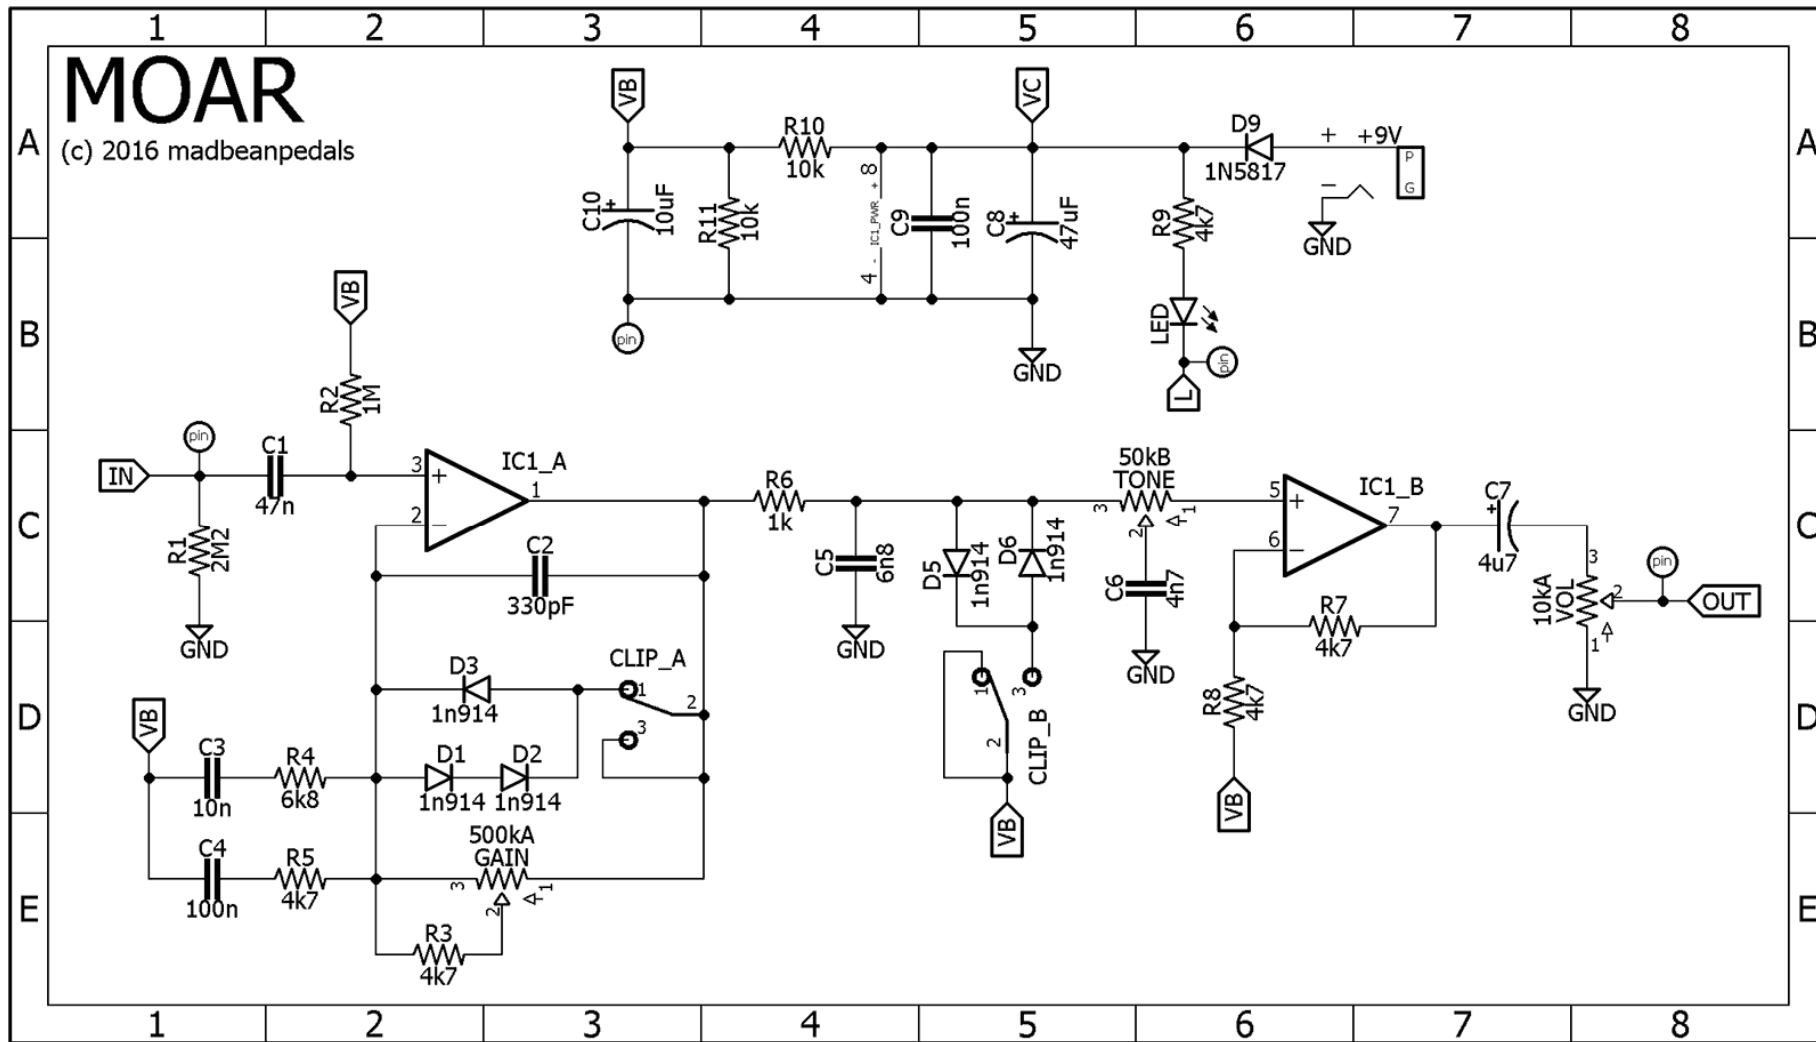 1 2 3 4 5 6 7 8
MOAR
(c) 2016 madbeanpedals
A
A
VB
VC
R10
10k
D9
1N5817
+ +9V
P
G
-
C10
+
10uF
R11
10k
8
+
IC1_PWR
-
4
C9
100n
C8
+
47uF
R9
4k7
GND
B
B
VB
pin
GND
LED
pin
L
R2
1M
pin
IN
C1
47n
R1
2M2
GND
C
C
3
+
2
-
IC1_A
1
C2
330pF
R6
1k
C5
6n8
GND
D5
1n914
D6
1n914
50kB
TONE
3
2
1
C6
4n7
GND
5
+
6
-
IC1_B
7
C7
+
4u7
R7
4k7
3
10kA
VOL
2
1
pin
OUT
GND
D
D
VB
D3
1n914
CLIP_A
1
2
3
C3
10n
R4
6k8
D1
1n914
D2
1n914
1
3
2
CLIP_B
VB
R8
4k7
VB
E
E
C4
100n
R5
4k7
500kA
GAIN
3
2
1
R3
4k7
1 2 3 4 5 6 7 8